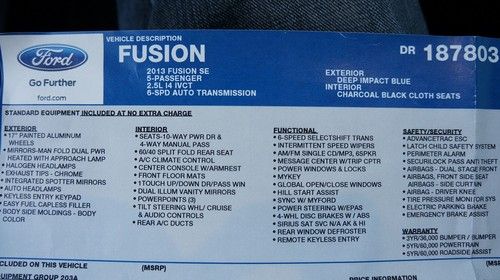 Ford
Go Further
ford.com
VEHICLE DESCRIPTION
FUSION
2013 FUSION SE
5-PASSENGER
2.5L I4 IVCT
6-SPD AUTO TRANSMISSION
DR 187803
EXTERIOR
DEEP IMPACT BLUE
INTERIOR
CHARCOAL BLACK CLOTH SEATS
STANDARD EQUIPMENT INCLUDED AT NO EXTRA CHARGE
EXTERIOR
• 17" PAINTED ALUMINUM
WHEELS
• MIRRORS-MAN FOLD DUAL PWR
HEATED WITH APPROACH LAMP
• HALOGEN HEADLAMPS
• EXHAUST TIPS - CHROME
• INTEGRATED SPOTTER MIRRORS
• AUTO HEADLAMPS
• KEYLESS ENTRY KEYPAD
• EASY FUEL CAPLESS FILLER
• BODY SIDE MOLDINGS - BODY
COLOR
INTERIOR
• SEATS-10-WAY PWR DR &
4-WAY MANUAL PASS
• 60/40 SPLIT FOLD REAR SEAT
• A/C CLIMATE CONTROL
• CENTER CONSOLE W/ARMREST
• FRONT FLOOR MATS
• 1TOUCH UP/DOWN DR/PASS WIN
• DUAL ILLUM VANITY MIRRORS
• POWERPOINTS (3)
• TILT STEERING WHL/ CRUISE
& AUDIO CONTROLS
• REAR A/C DUCTS
FUNCTIONAL
• 6-SPEED SELECTSHIFT TRANS
• INTERMITTENT SPEED WIPERS
• AM/FM SINGLE CD/MP3, 6SPKR
• MESSAGE CENTER W/TRIP CPTR
• POWER WINDOWS & LOCKS
• MYKEY
• GLOBAL OPEN/CLOSE WINDOWS
• HILL START ASSIST
• SYNC W/ MYFORD
• POWER STEERING W/EPAS
• 4-WHL DISC BRAKES W/ ABS
• SIRIUS SAT SVC N/A AK & HI
• REAR WINDOW DEFROSTER
• REMOTE KEYLESS ENTRY
SAFETY/SECURITY
• ADVANCETRAC ESC
• LATCH CHILD SAFETY SYSTEM
• PERIMETER ALARM
• SECURILOCK PASS ANTI THEFT
• AIRBAGS - DUAL STAGE FRONT
• AIRBAGS, FRONT SIDE SEAT
• AIRBAGS - SIDE CURTAIN
• AIRBAG - DRIVER KNEE
• TIRE PRESSURE MONI SYS
• ELECTRIC PARKING BRAKE
• EMERGENCY BRAKE ASSIST
WARRANTY
• 3YR/36,000 BUMPER / BUMPER
• 5YR/60,000 POWERTRAIN
• 5YR/60,000 ROADSIDE ASSIST
INCLUDED ON THIS VEHICLE
(MSRP)
EQUIPMENT GROUP 203A
PRICE INFORMATION
(MSRP)